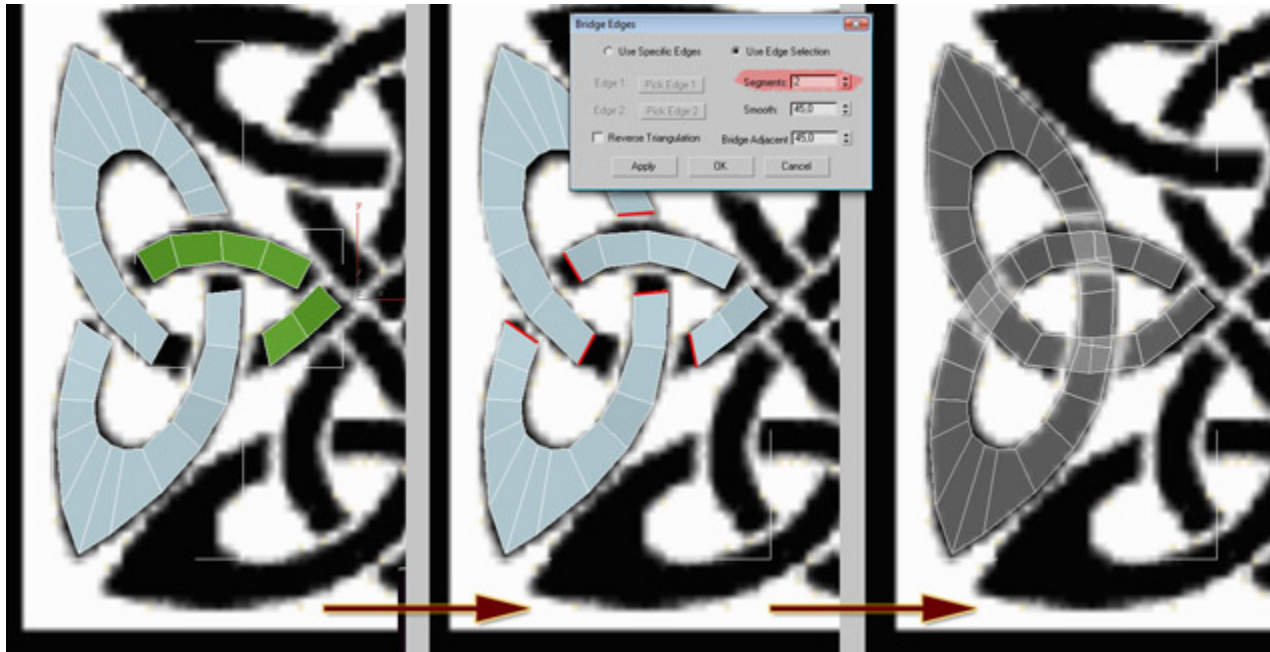 Bridge Edges
Use Specific Edges Use Edge Selection
Edge 1: Pick Edge 1 Segments: 2
Edge 2: Pick Edge 2 Smooth: 45,0
Reverse Triangulation Bridge Adjacent 45,0
Apply OK Cancel
y